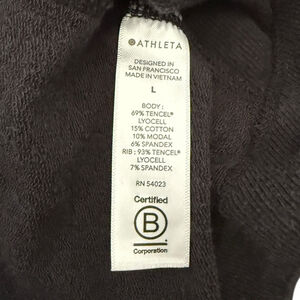 ATHLETA
DESIGNED IN
SAN FRANCISCO
MADE IN VIETNAM
L
BODY :
69% TENCEL®
LYOCELL
15% COTTON
10% MODAL
6% SPANDEX
RIB : 93% TENCEL®
LYOCELL
7% SPANDEX
RN 54023
Certified
B
Corporation